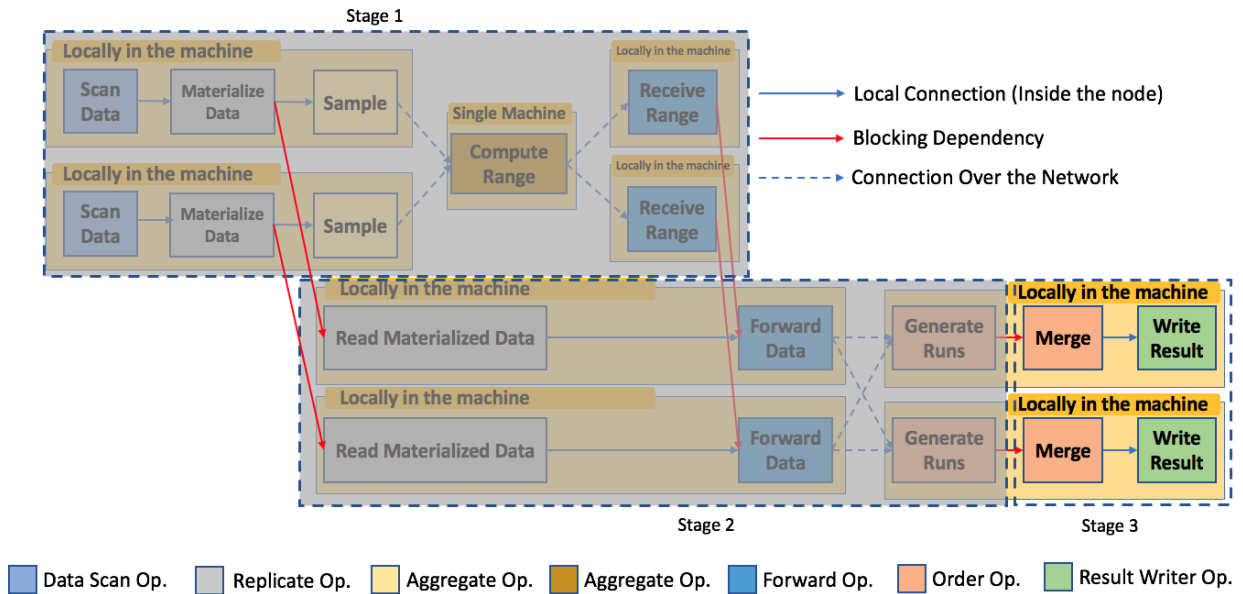 Stage 1
Locally in the machine
Scan
Data
Materialize
Data
Sample
Locally in the machine
Scan
Data
Materialize
Data
Sample
Single Machine
Compute
Range
Locally in the machine
Receive
Range
Locally in the machine
Receive
Range
Local Connection (Inside the node)
Blocking Dependency
Connection Over the Network
Locally in the machine
Read Materialized Data
Forward
Data
Generate
Runs
Locally in the machine
Read Materialized Data
Forward
Data
Generate
Runs
Locally in the machine
Merge
Write
Result
Locally in the machine
Merge
Write
Result
Stage 2
Stage 3
Data Scan Op.
Replicate Op.
Aggregate Op.
Aggregate Op.
Forward Op.
Order Op.
Result Writer Op.